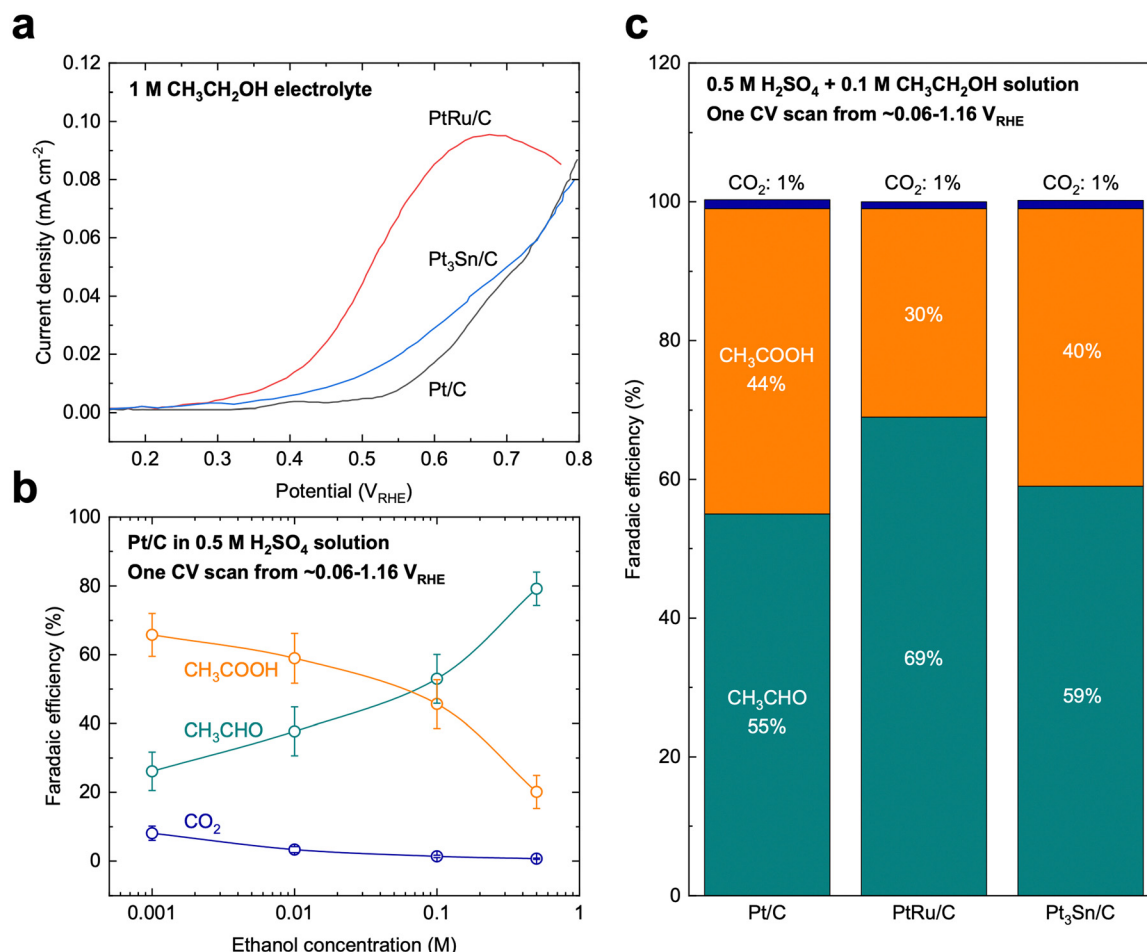 a
0.12
0.10
0.08
0.06
0.04
0.02
0.00
Current density (mA cm⁻²)
1 M CH₃CH₂OH electrolyte
PtRu/C
Pt₃Sn/C
Pt/C
0.2 0.3 0.4 0.5 0.6 0.7 0.8
Potential (V_RHE)
b
100
80
60
40
20
0
Faradaic efficiency (%)
Pt/C in 0.5 M H₂SO₄ solution
One CV scan from ~0.06-1.16 V_RHE
CH₃COOH
CH₃CHO
CO₂
0.001 0.01 0.1 1
Ethanol concentration (M)
c
120
100
80
60
40
20
0
Faradaic efficiency (%)
0.5 M H₂SO₄ + 0.1 M CH₃CH₂OH solution
One CV scan from ~0.06-1.16 V_RHE
CO₂: 1% CO₂: 1% CO₂: 1%
CH₃COOH
44%
30%
40%
CH₃CHO
55%
69%
59%
Pt/C PtRu/C Pt₃Sn/C